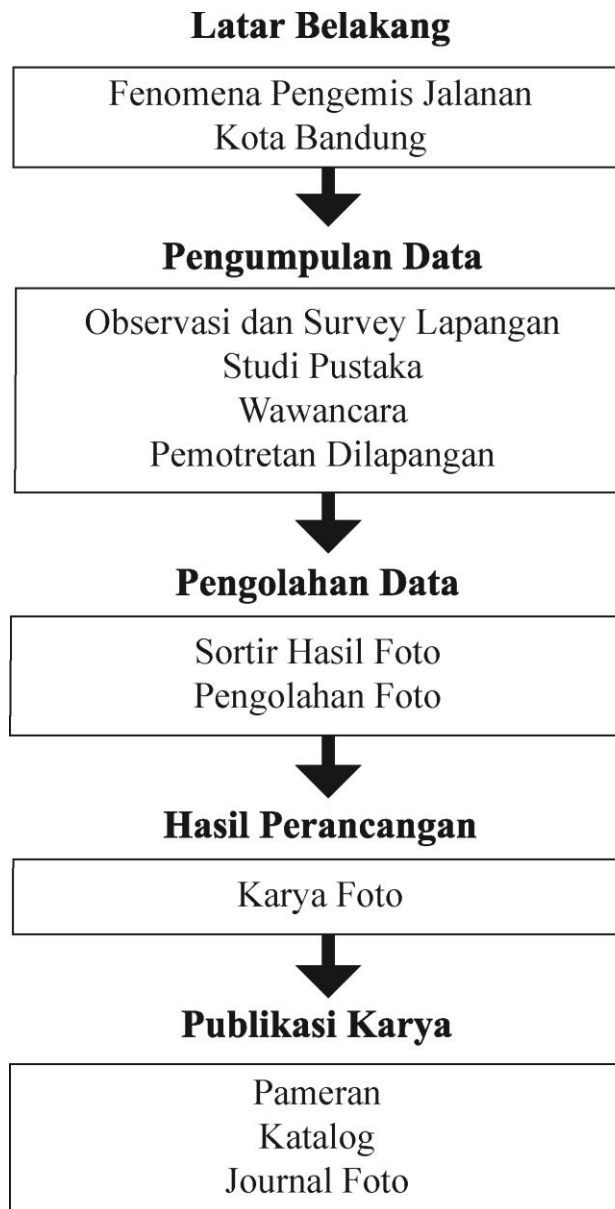 Latar Belakang
Fenomena Pengemis Jalanan
Kota Bandung
Pengumpulan Data
Observasi dan Survey Lapangan
Studi Pustaka
Wawancara
Pemotretan Dilapangan
Pengolahan Data
Sortir Hasil Foto
Pengolahan Foto
Hasil Perancangan
Karya Foto
Publikasi Karya
Pameran
Katalog
Journal Foto